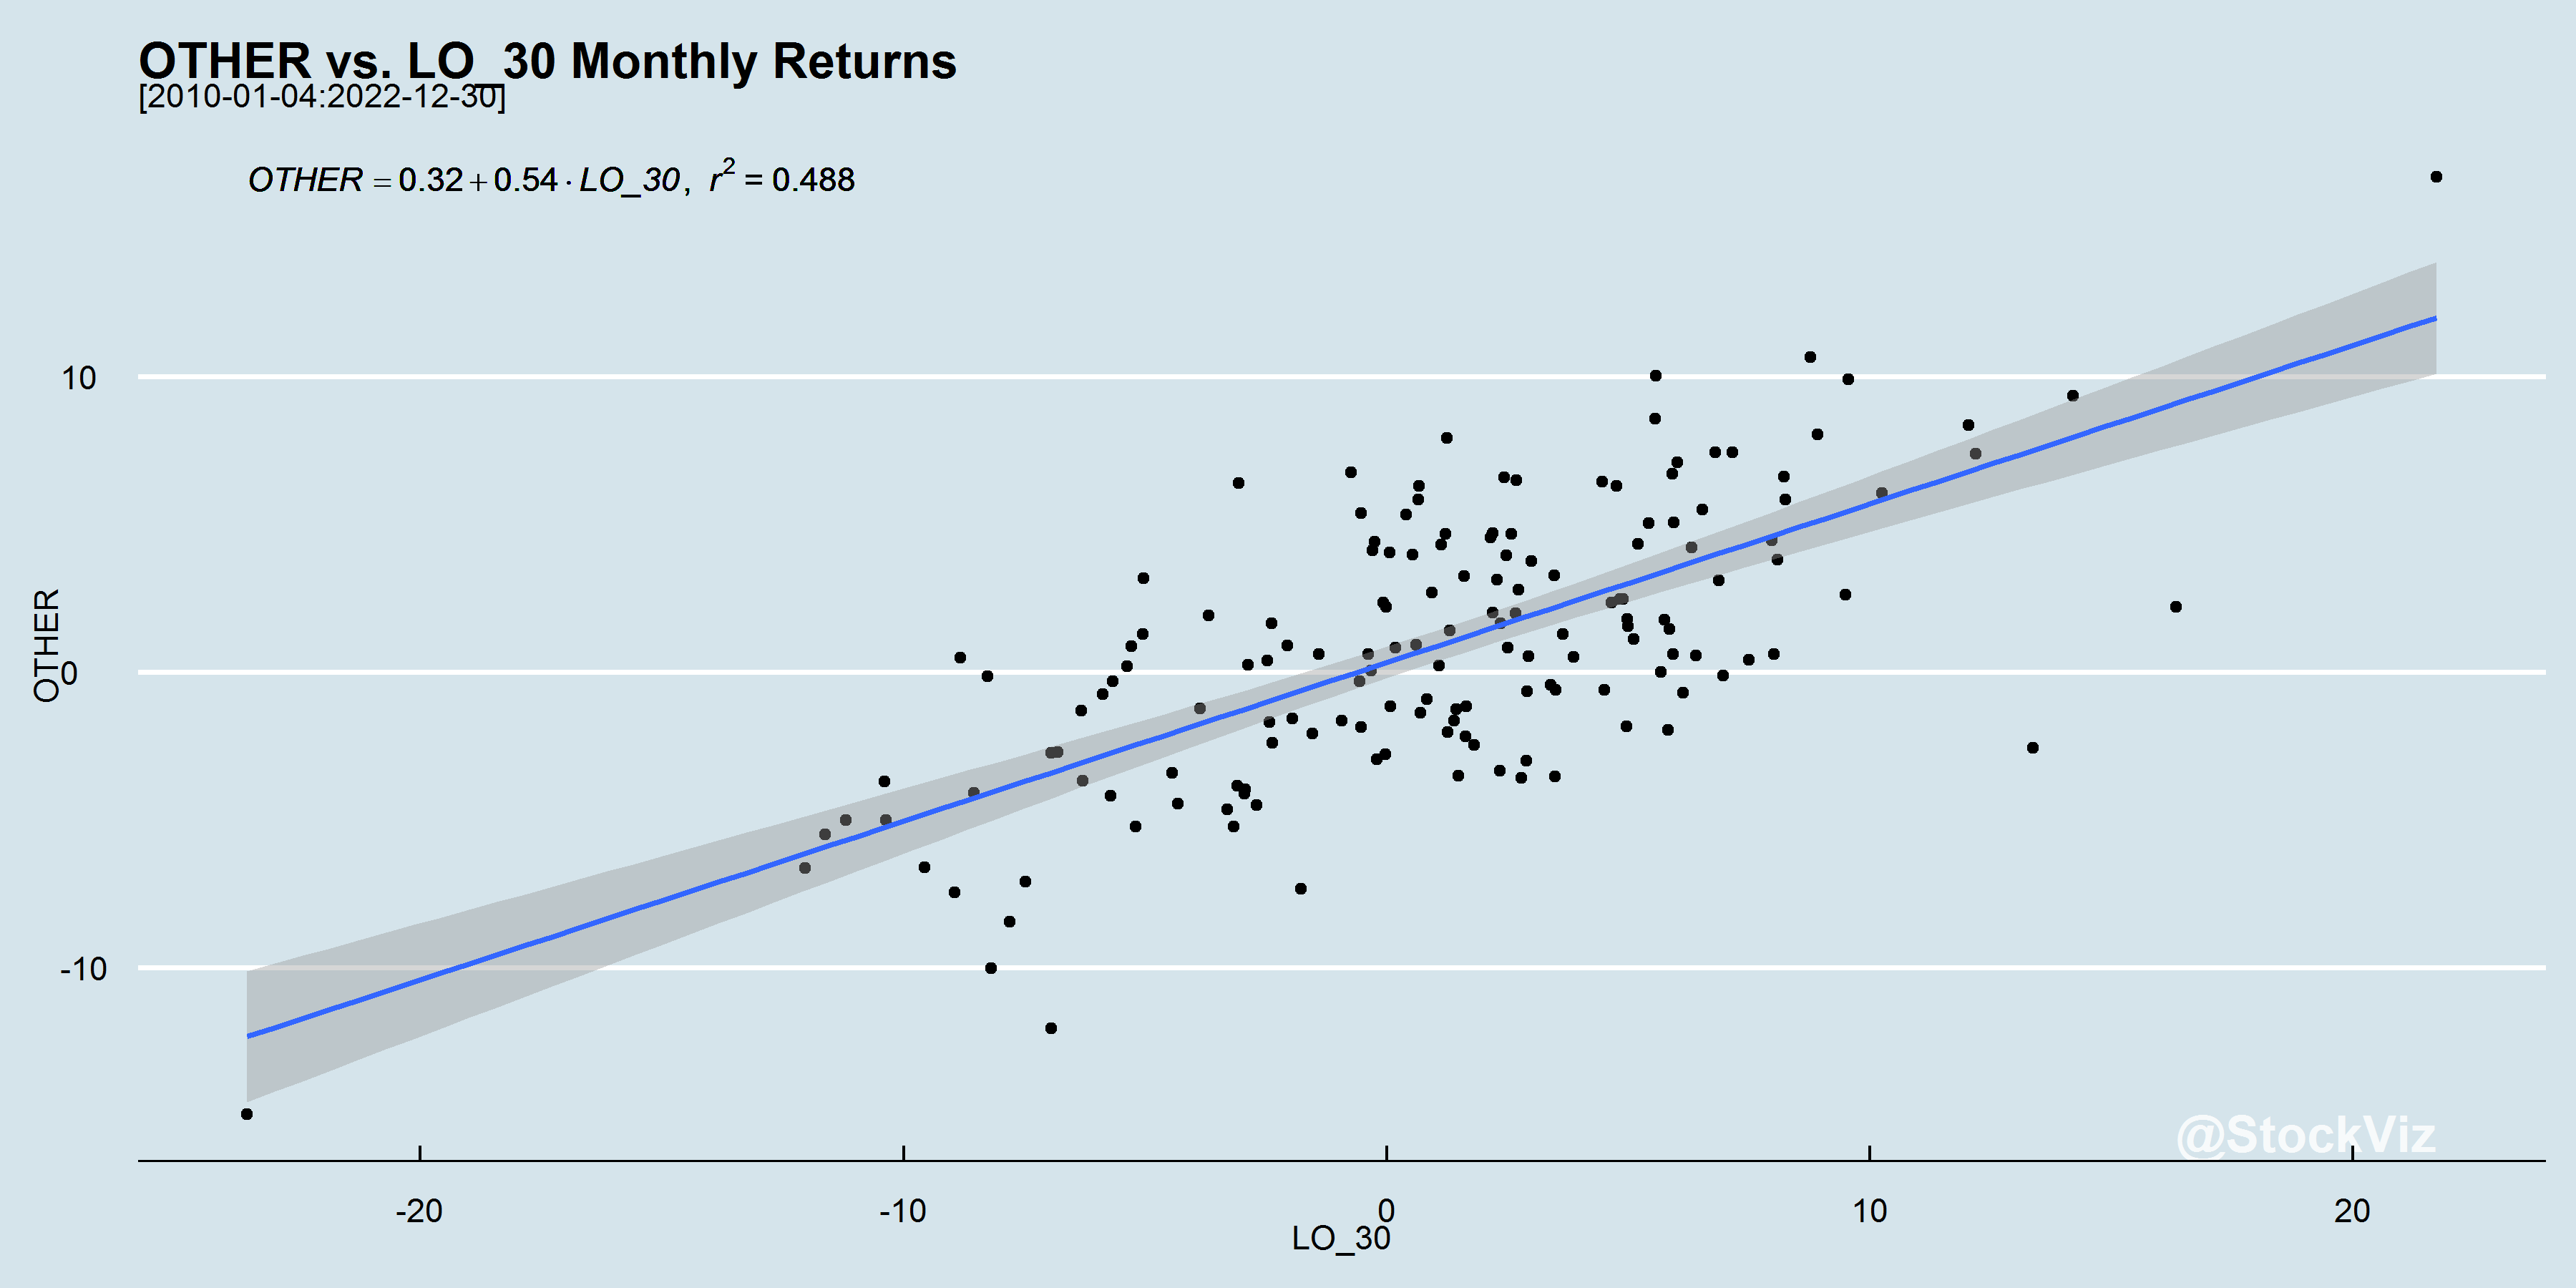 OTHER vs. LO_30 Monthly Returns
[2010-01-04:2022-12-30]
OTHER = 0.32 + 0.54 · LO_30, r² = 0.488
10
0
-10
OTHER
@StockViz
-20 -10 0 10 20
LO_30